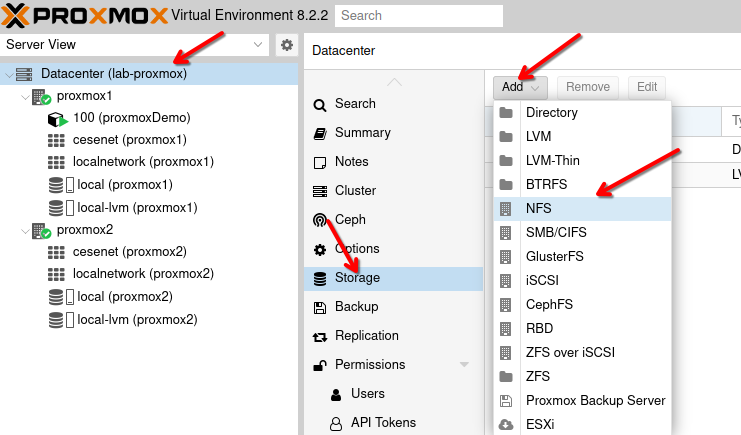 PROXMOX Virtual Environment 8.2.2 Search
Server View
Datacenter (lab-proxmox)
proxmox1
100 (proxmoxDemo)
cesenet (proxmox1)
localnetwork (proxmox1)
local (proxmox1)
local-lvm (proxmox1)
proxmox2
cesenet (proxmox2)
localnetwork (proxmox2)
local (proxmox2)
local-lvm (proxmox2)
Datacenter
Search
Summary
Notes
Cluster
Ceph
Options
Storage
Backup
Replication
Permissions
Users
API Tokens
Add Remove Edit
Directory
LVM
LVM-Thin
BTRFS
NFS
SMB/CIFS
GlusterFS
iSCSI
CephFS
RBD
ZFS over iSCSI
ZFS
Proxmox Backup Server
ESXi
Ty
D
LV